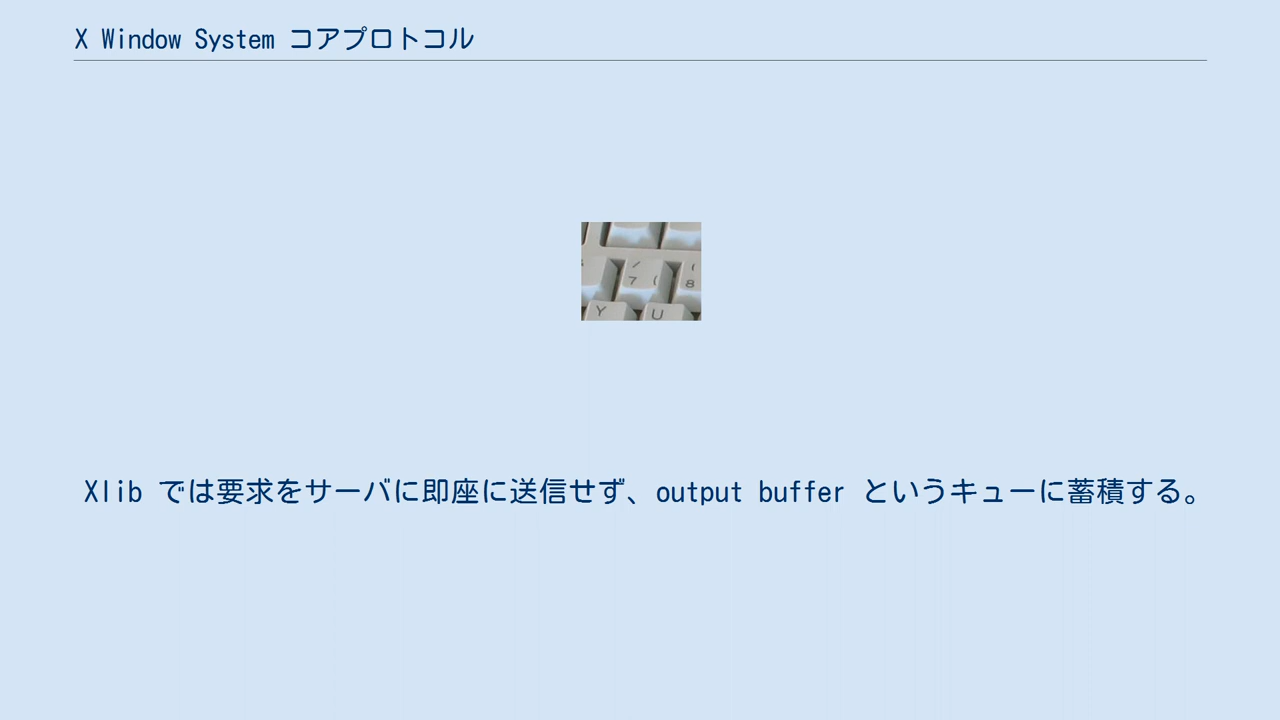 X Window System コアプロトコル
/ (
7 ( 8
Y U
Xlib では要求をサーバに即座に送信せず、output buffer というキューに蓄積する。